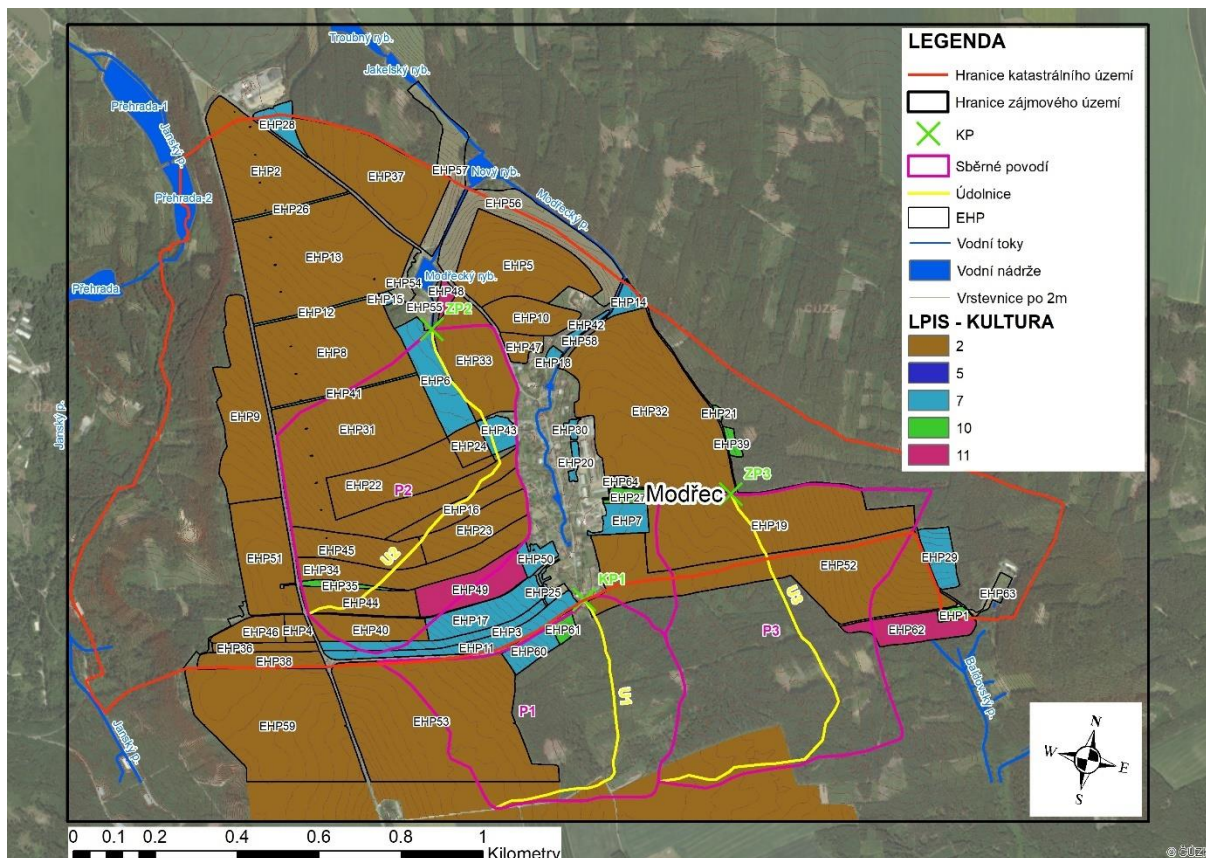 Troubný ryb.
Jakelský ryb.
Přehrada-1
Janský p.
Přehrada-2
Přehrada
Janský p.
Janský p.
Nový ryb.
Modřecký p.
Modřecký ryb.
Baldovský p.
EHP28
EHP2
EHP37
EHP57
EHP26
EHP56
EHP13
EHP5
EHP54
EHP48
EHP15
EHP55
ZP2
EHP14
EHP12
EHP10
EHP42
EHP58
EHP8
EHP33
EHP47
EHP18
EHP6
EHP41
EHP9
EHP32
EHP21
EHP31
EHP43
EHP30
EHP39
EHP24
EHP20
EHP22
P2
EHP64
EHP27
Modřec
ZP3
EHP16
EHP7
EHP19
EHP23
EHP51
EHP45
U2
EHP34
EHP50
EHP52
EHP29
EHP35
EHP49
EHP25
KP1
U3
EHP63
EHP44
EHP17
EHP1
EHP46
EHP4
EHP40
EHP3
EHP61
P3
EHP62
EHP36
EHP11
EHP60
EHP38
U1
P1
EHP59
EHP53
LEGENDA
Hranice katastrálního území
Hranice zájmového území
KP
Sběrné povodí
Údolnice
EHP
Vodní toky
Vodní nádrže
Vrstevnice po 2m
LPIS - KULTURA
2
5
7
10
11
N
W
E
S
0 0.1 0.2 0.4 0.6 0.8 1
Kilometry
© ČÚZK